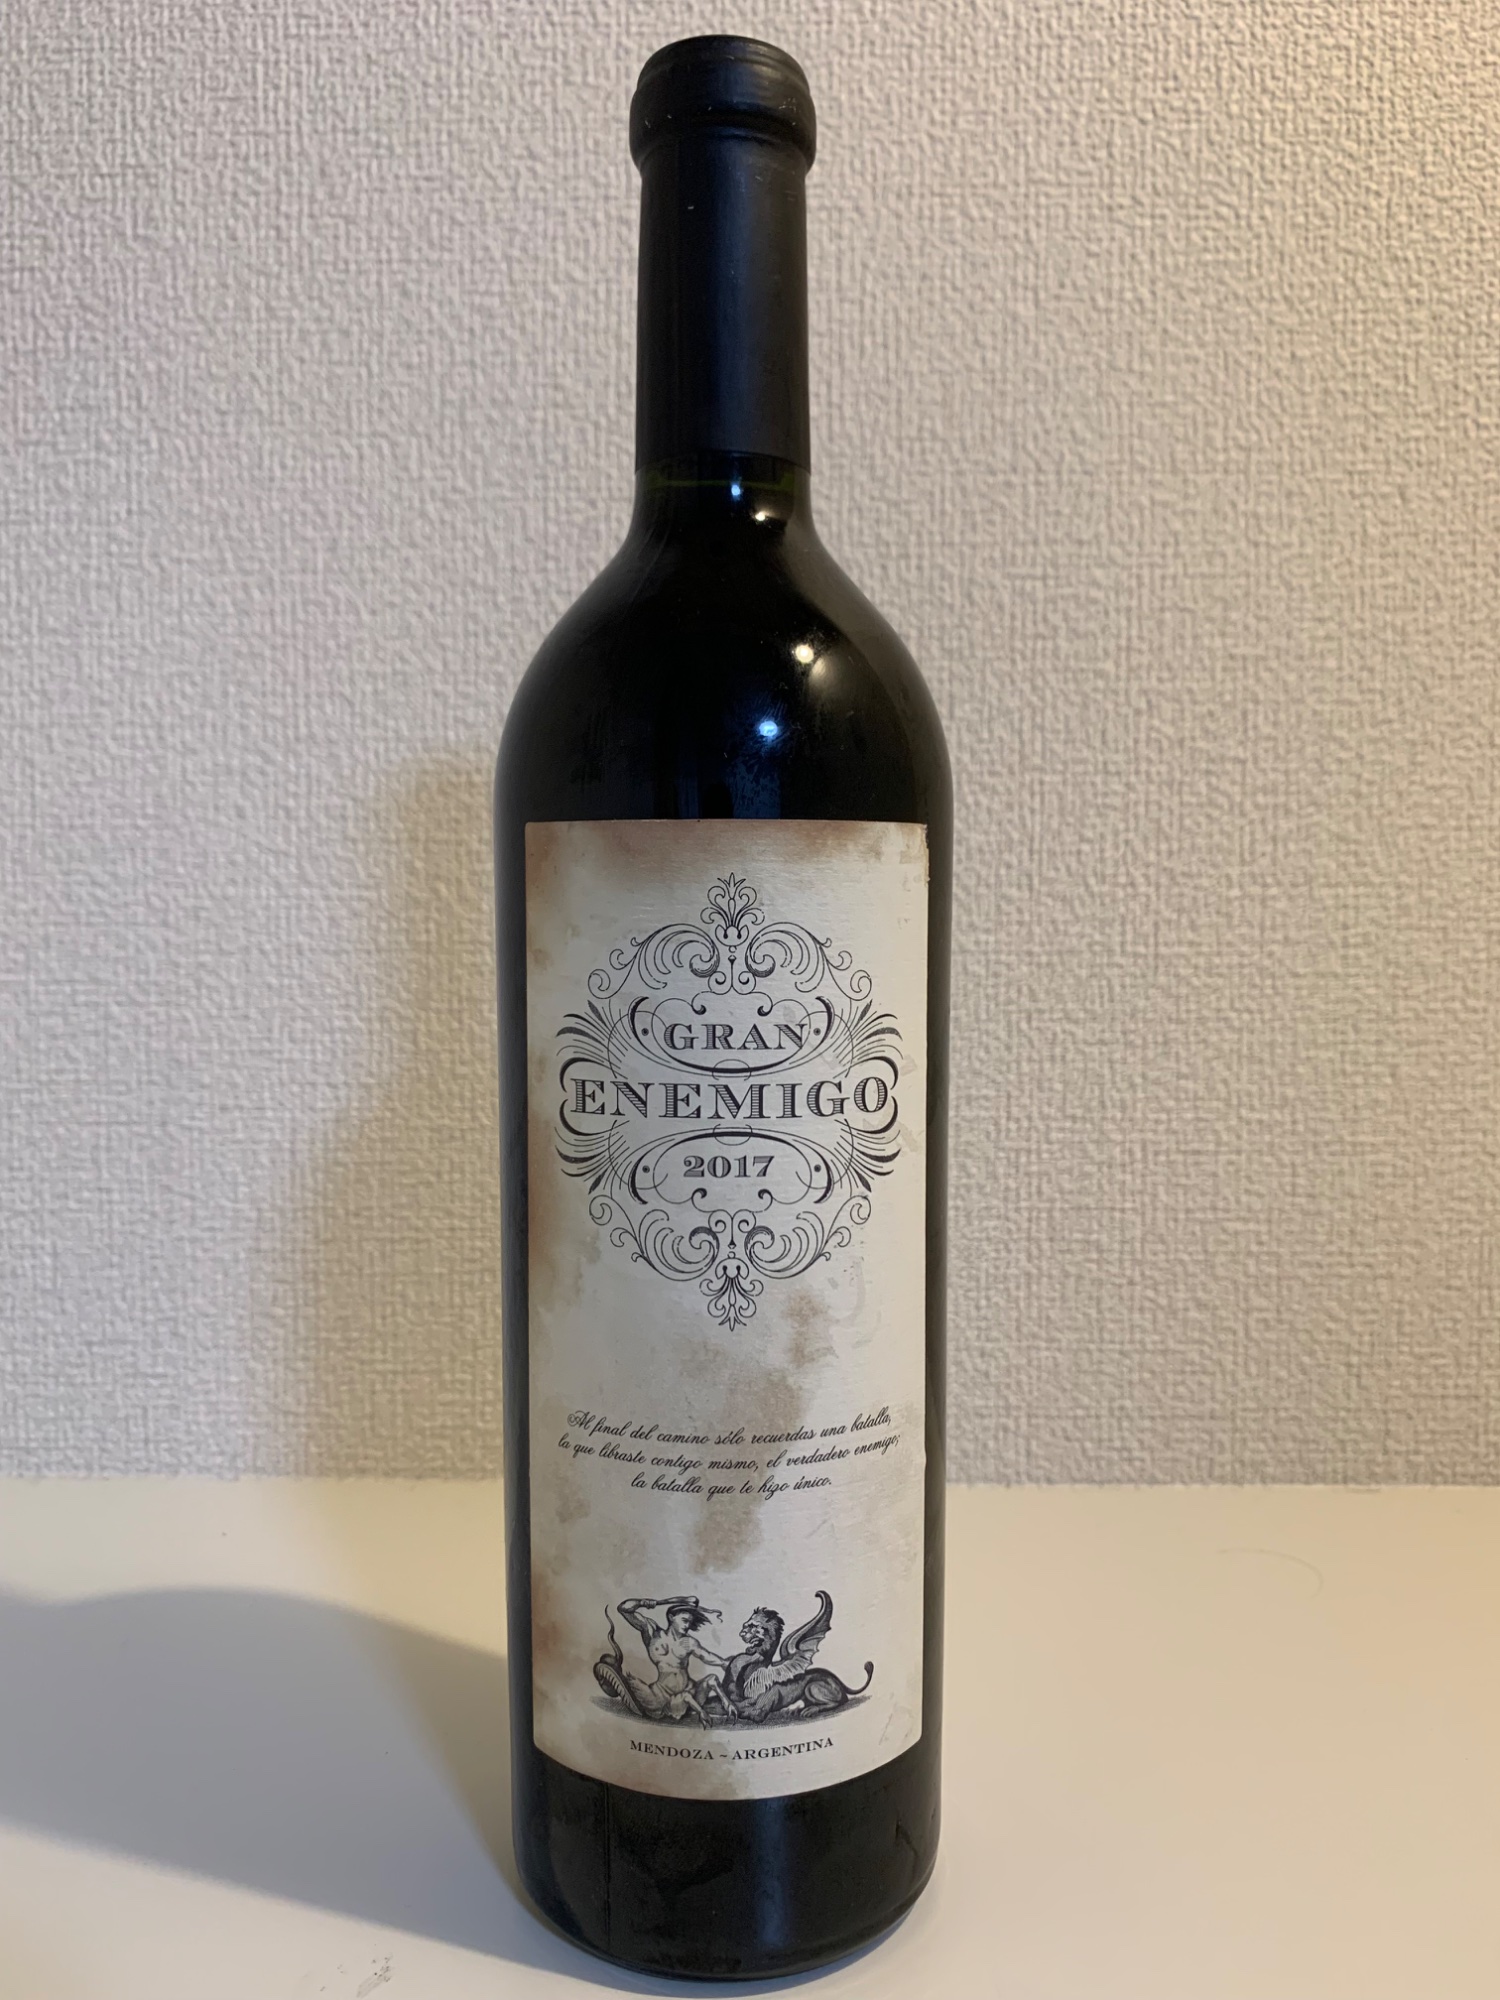 GRAN
ENEMIGO
2017
Al final del camino sólo recuerdas una batalla,
la que libraste contigo mismo, el verdadero enemigo;
la batalla que te hizo único.
MENDOZA ~ ARGENTINA